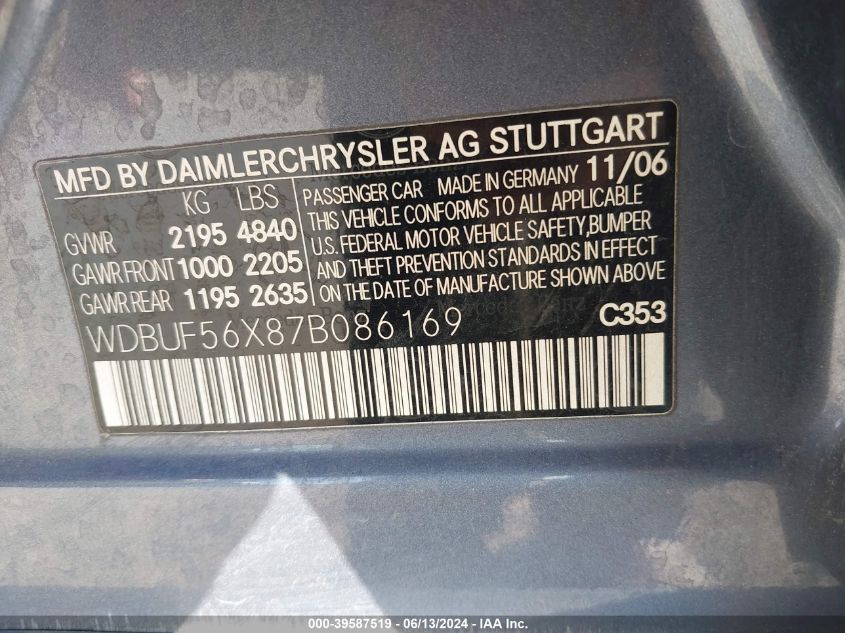 MFD BY DAIMLERCHRYSLER AG STUTTGART
KG LBS
GVWR 2195 4840
GAWR FRONT 1000 2205
GAWR REAR 1195 2635
PASSENGER CAR MADE IN GERMANY 11/06
THIS VEHICLE CONFORMS TO ALL APPLICABLE
U.S. FEDERAL MOTOR VEHICLE SAFETY,BUMPER
AND THEFT PREVENTION STANDARDS IN EFFECT
ON THE DATE OF MANUFACTURE SHOWN ABOVE
WDBUF56X87B086169 C353
000-39587519 - 06/13/2024 - IAA Inc.